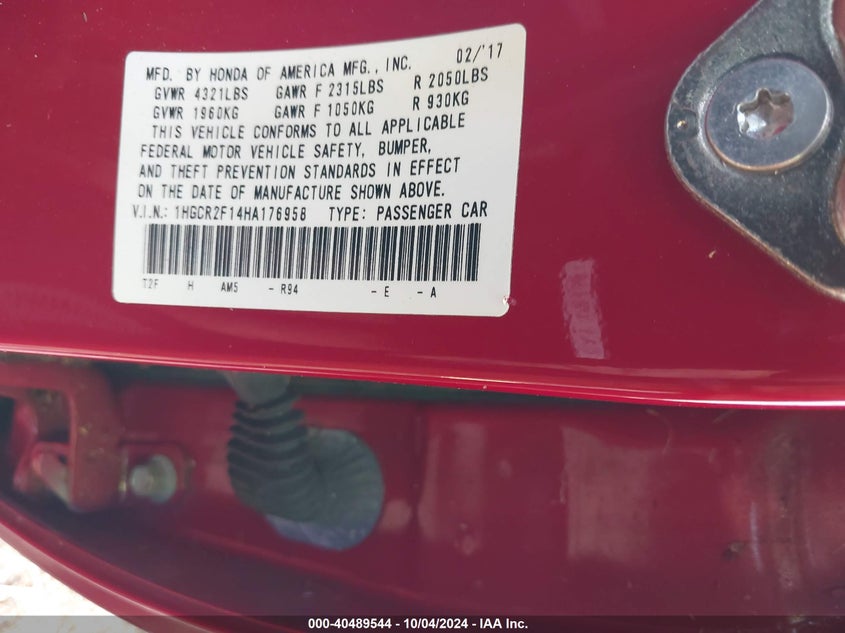 MFD. BY HONDA OF AMERICA MFG., INC. 02/'17
GVWR 4321LBS GAWR F 2315LBS R 2050LBS
GVWR 1960KG GAWR F 1050KG R 930KG
THIS VEHICLE CONFORMS TO ALL APPLICABLE
FEDERAL MOTOR VEHICLE SAFETY, BUMPER,
AND THEFT PREVENTION STANDARDS IN EFFECT
ON THE DATE OF MANUFACTURE SHOWN ABOVE.
V.I.N.: 1HGCR2F14HA176958 TYPE: PASSENGER CAR
T2F H AM5 - R94 - E - A
000-40489544 - 10/04/2024 - IAA Inc.